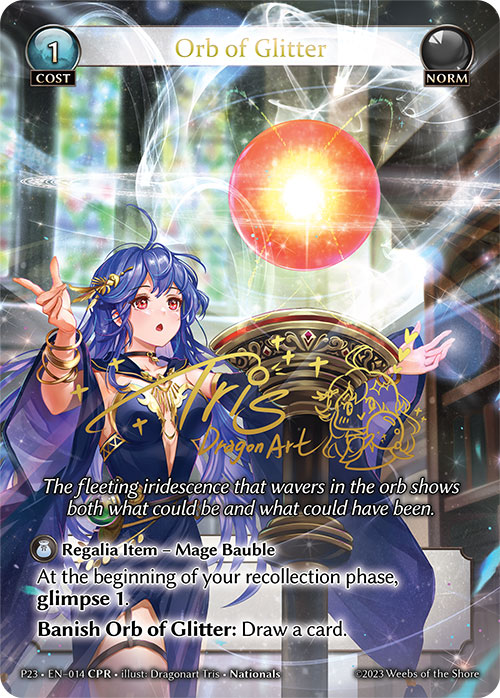 1
COST
Orb of Glitter
NORM
Tris
Dragon Art
The fleeting iridescence that wavers in the orb shows
both what could be and what could have been.
Regalia Item – Mage Bauble
At the beginning of your recollection phase,
glimpse 1.
Banish Orb of Glitter: Draw a card.
P23 • EN-014 CPR • illust: Dragonart Tris • Nationals
©2023 Weebs of the Shore